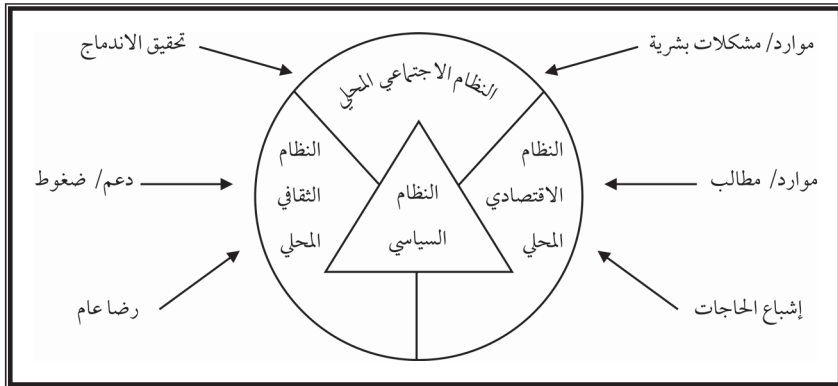 موارد/ مشكلات بشرية
تحقيق الاندماج
النظام الاجتماعي المحلي
النظام
الاقتصادي
المحلي
النظام
السياسي
النظام
الثقافي
المحلي
موارد/ مطالب
دعم/ ضغوط
إشباع الحاجات
رضا عام